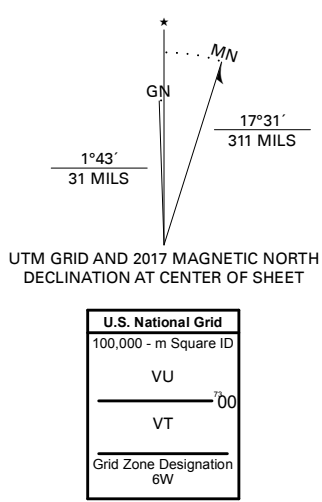 ★
MN
GN
17°31´
311 MILS
1°43´
31 MILS
UTM GRID AND 2017 MAGNETIC NORTH
DECLINATION AT CENTER OF SHEET
U.S. National Grid
100,000 - m Square ID
VU
7300
VT
Grid Zone Designation
6W